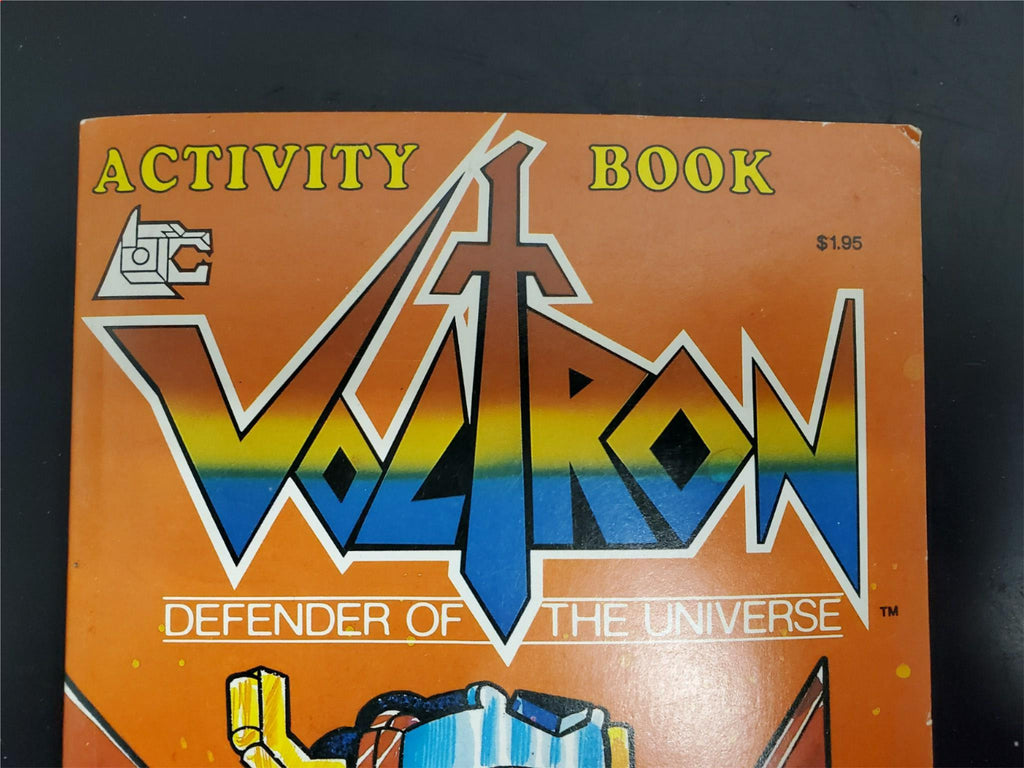 ACTIVITY BOOK
$1.95
VOLTRON
DEFENDER OF THE UNIVERSE ™